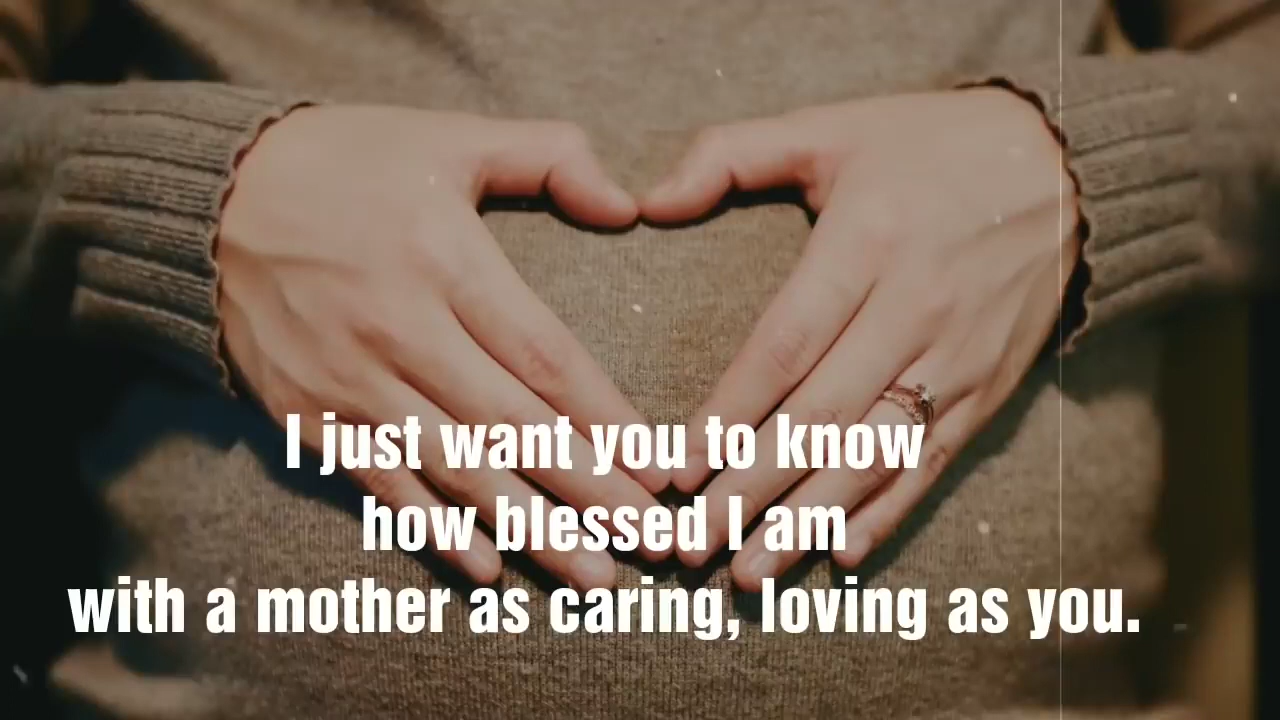 I just want you to know
how blessed I am
with a mother as caring, loving as you.